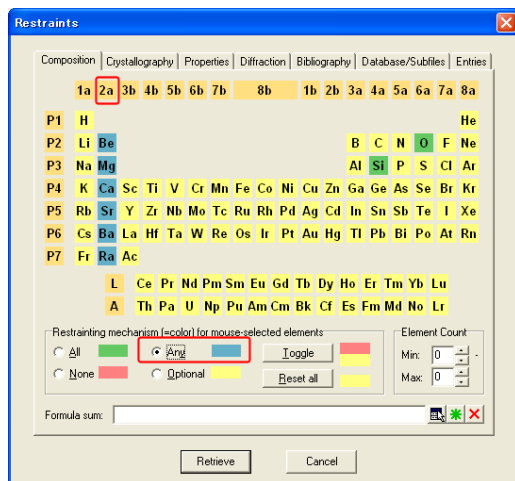 Restraints
Composition Crystallography Properties Diffraction Bibliography Database/Subfiles Entries
1a 2a 3b 4b 5b 6b 7b 8b 1b 2b 3a 4a 5a 6a 7a 8a
P1 H He
P2 Li Be B C N O F Ne
P3 Na Mg Al Si P S Cl Ar
P4 K Ca Sc Ti V Cr Mn Fe Co Ni Cu Zn Ga Ge As Se Br Kr
P5 Rb Sr Y Zr Nb Mo Tc Ru Rh Pd Ag Cd In Sn Sb Te I Xe
P6 Cs Ba La Hf Ta W Re Os Ir Pt Au Hg Tl Pb Bi Po At Rn
P7 Fr Ra Ac
L Ce Pr Nd Pm Sm Eu Gd Tb Dy Ho Er Tm Yb Lu
A Th Pa U Np Pu Am Cm Bk Cf Es Fm Md No Lr
Restrainting mechanism (=color) for mouse-selected elements Element Count
All Any Toggle Min: 0 -
None Optional Reset all Max: 0
Formula sum:
Retrieve Cancel